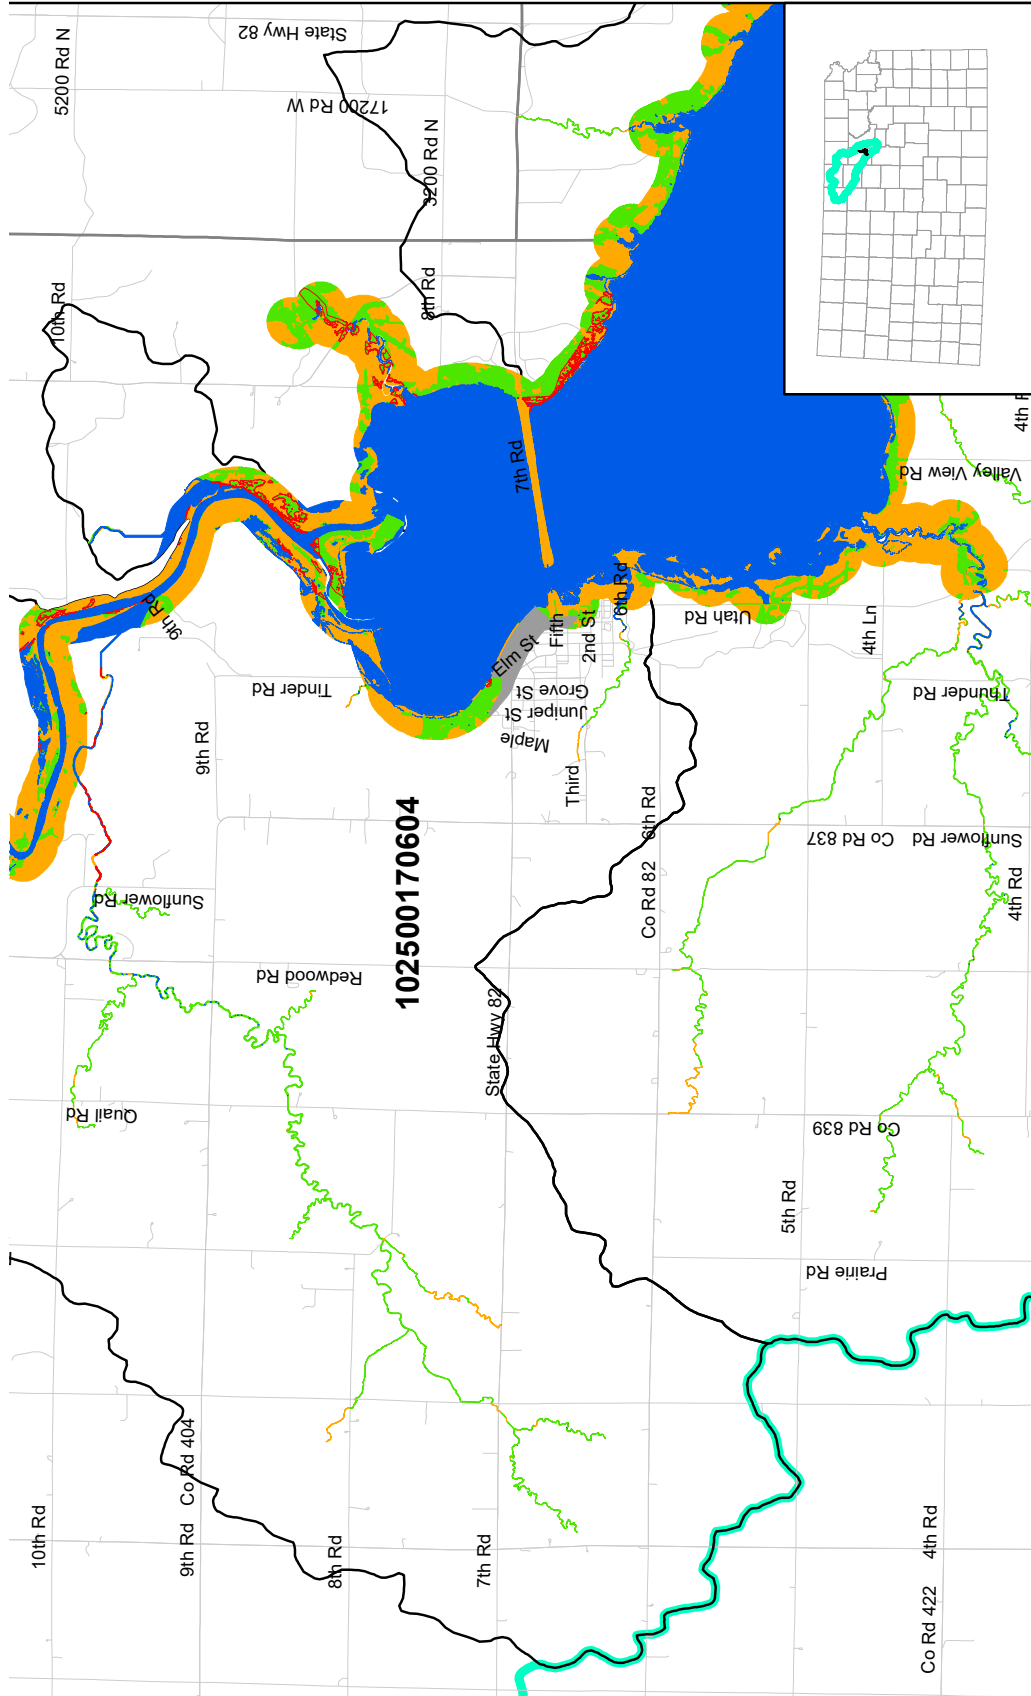 5200 Rd N
State Hwy 82
17200 Rd W
3200 Rd N
10th Rd
8th Rd
7th Rd
Valley View Rd
4th R
9th Rd
6th Rd
Fifth
2nd St
Utah Rd
4th Ln
Elm St
Tinder Rd
Grove St
Juniper St
Thunder Rd
Maple
9th Rd
Third
6th Rd
102500170604
Co Rd 837
Sunflower Rd
Sunflower Rd
Co Rd 82
4th Rd
Redwood Rd
State Hwy 82
Quail Rd
Co Rd 839
5th Rd
Prairie Rd
Co Rd 404
10th Rd
9th Rd
8th Rd
7th Rd
4th Rd
Co Rd 422